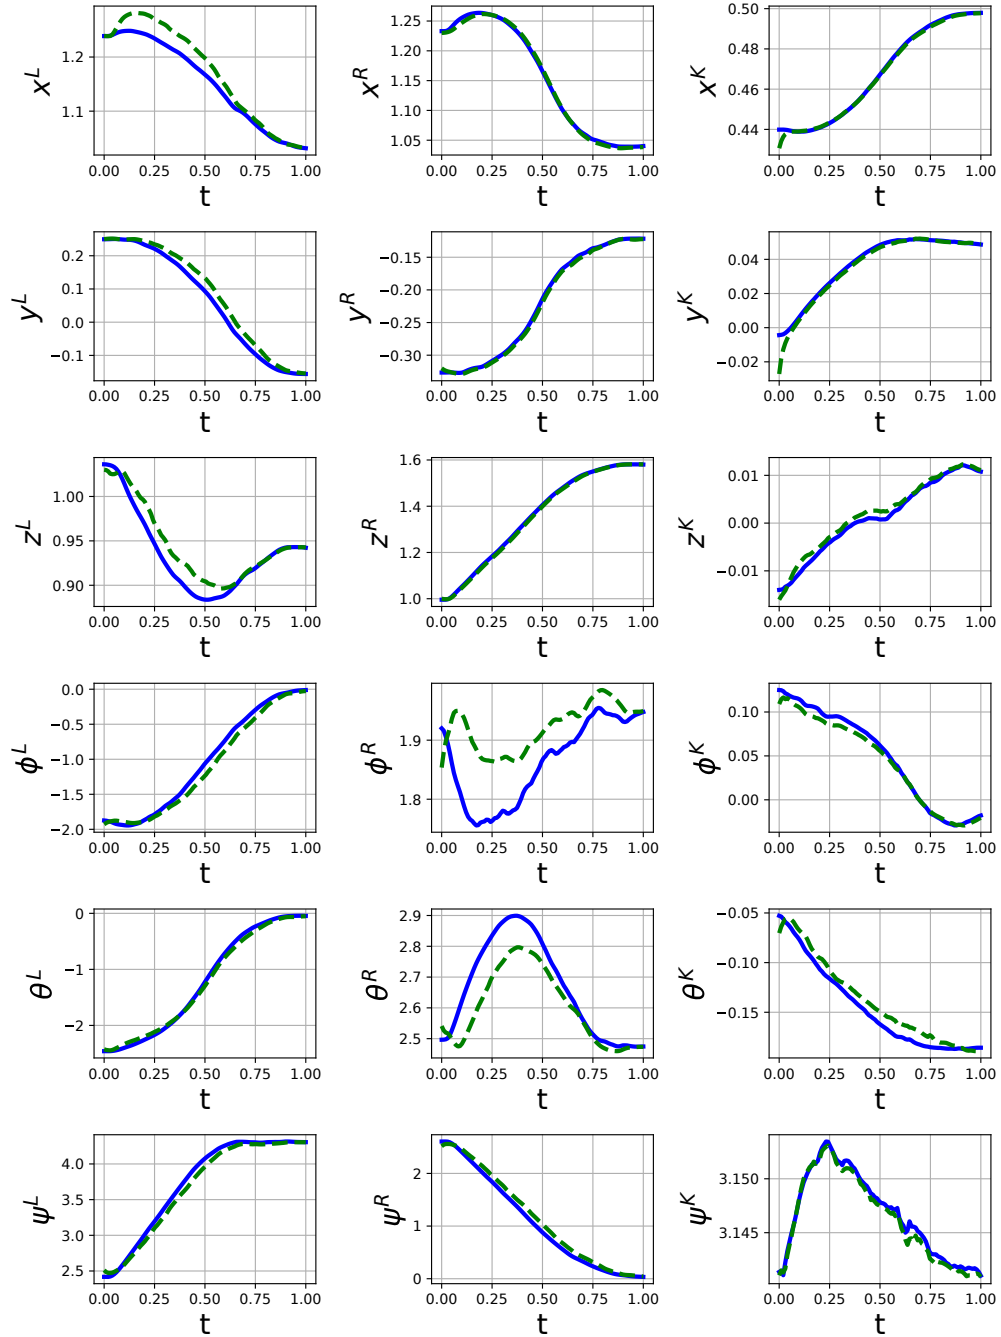 1.2
1.1
0.00 0.25 0.50 0.75 1.00
x^L
t
1.25
1.20
1.15
1.10
1.05
0.00 0.25 0.50 0.75 1.00
x^R
t
0.50
0.48
0.46
0.44
0.00 0.25 0.50 0.75 1.00
x^K
t
0.2
0.1
0.0
−0.1
0.00 0.25 0.50 0.75 1.00
y^L
t
−0.15
−0.20
−0.25
−0.30
0.00 0.25 0.50 0.75 1.00
y^R
t
0.04
0.02
0.00
−0.02
0.00 0.25 0.50 0.75 1.00
y^K
t
1.00
0.95
0.90
0.00 0.25 0.50 0.75 1.00
z^L
t
1.6
1.4
1.2
1.0
0.00 0.25 0.50 0.75 1.00
z^R
t
0.01
0.00
−0.01
0.00 0.25 0.50 0.75 1.00
z^K
t
0.0
−0.5
−1.0
−1.5
−2.0
0.00 0.25 0.50 0.75 1.00
ϕ^L
t
1.9
1.8
0.00 0.25 0.50 0.75 1.00
ϕ^R
t
0.10
0.05
0.00
0.00 0.25 0.50 0.75 1.00
ϕ^K
t
0
−1
−2
0.00 0.25 0.50 0.75 1.00
θ^L
t
2.9
2.8
2.7
2.6
2.5
0.00 0.25 0.50 0.75 1.00
θ^R
t
−0.05
−0.10
−0.15
0.00 0.25 0.50 0.75 1.00
θ^K
t
4.0
3.5
3.0
2.5
0.00 0.25 0.50 0.75 1.00
ψ^L
t
2
1
0
0.00 0.25 0.50 0.75 1.00
ψ^R
t
3.150
3.145
0.00 0.25 0.50 0.75 1.00
ψ^K
t